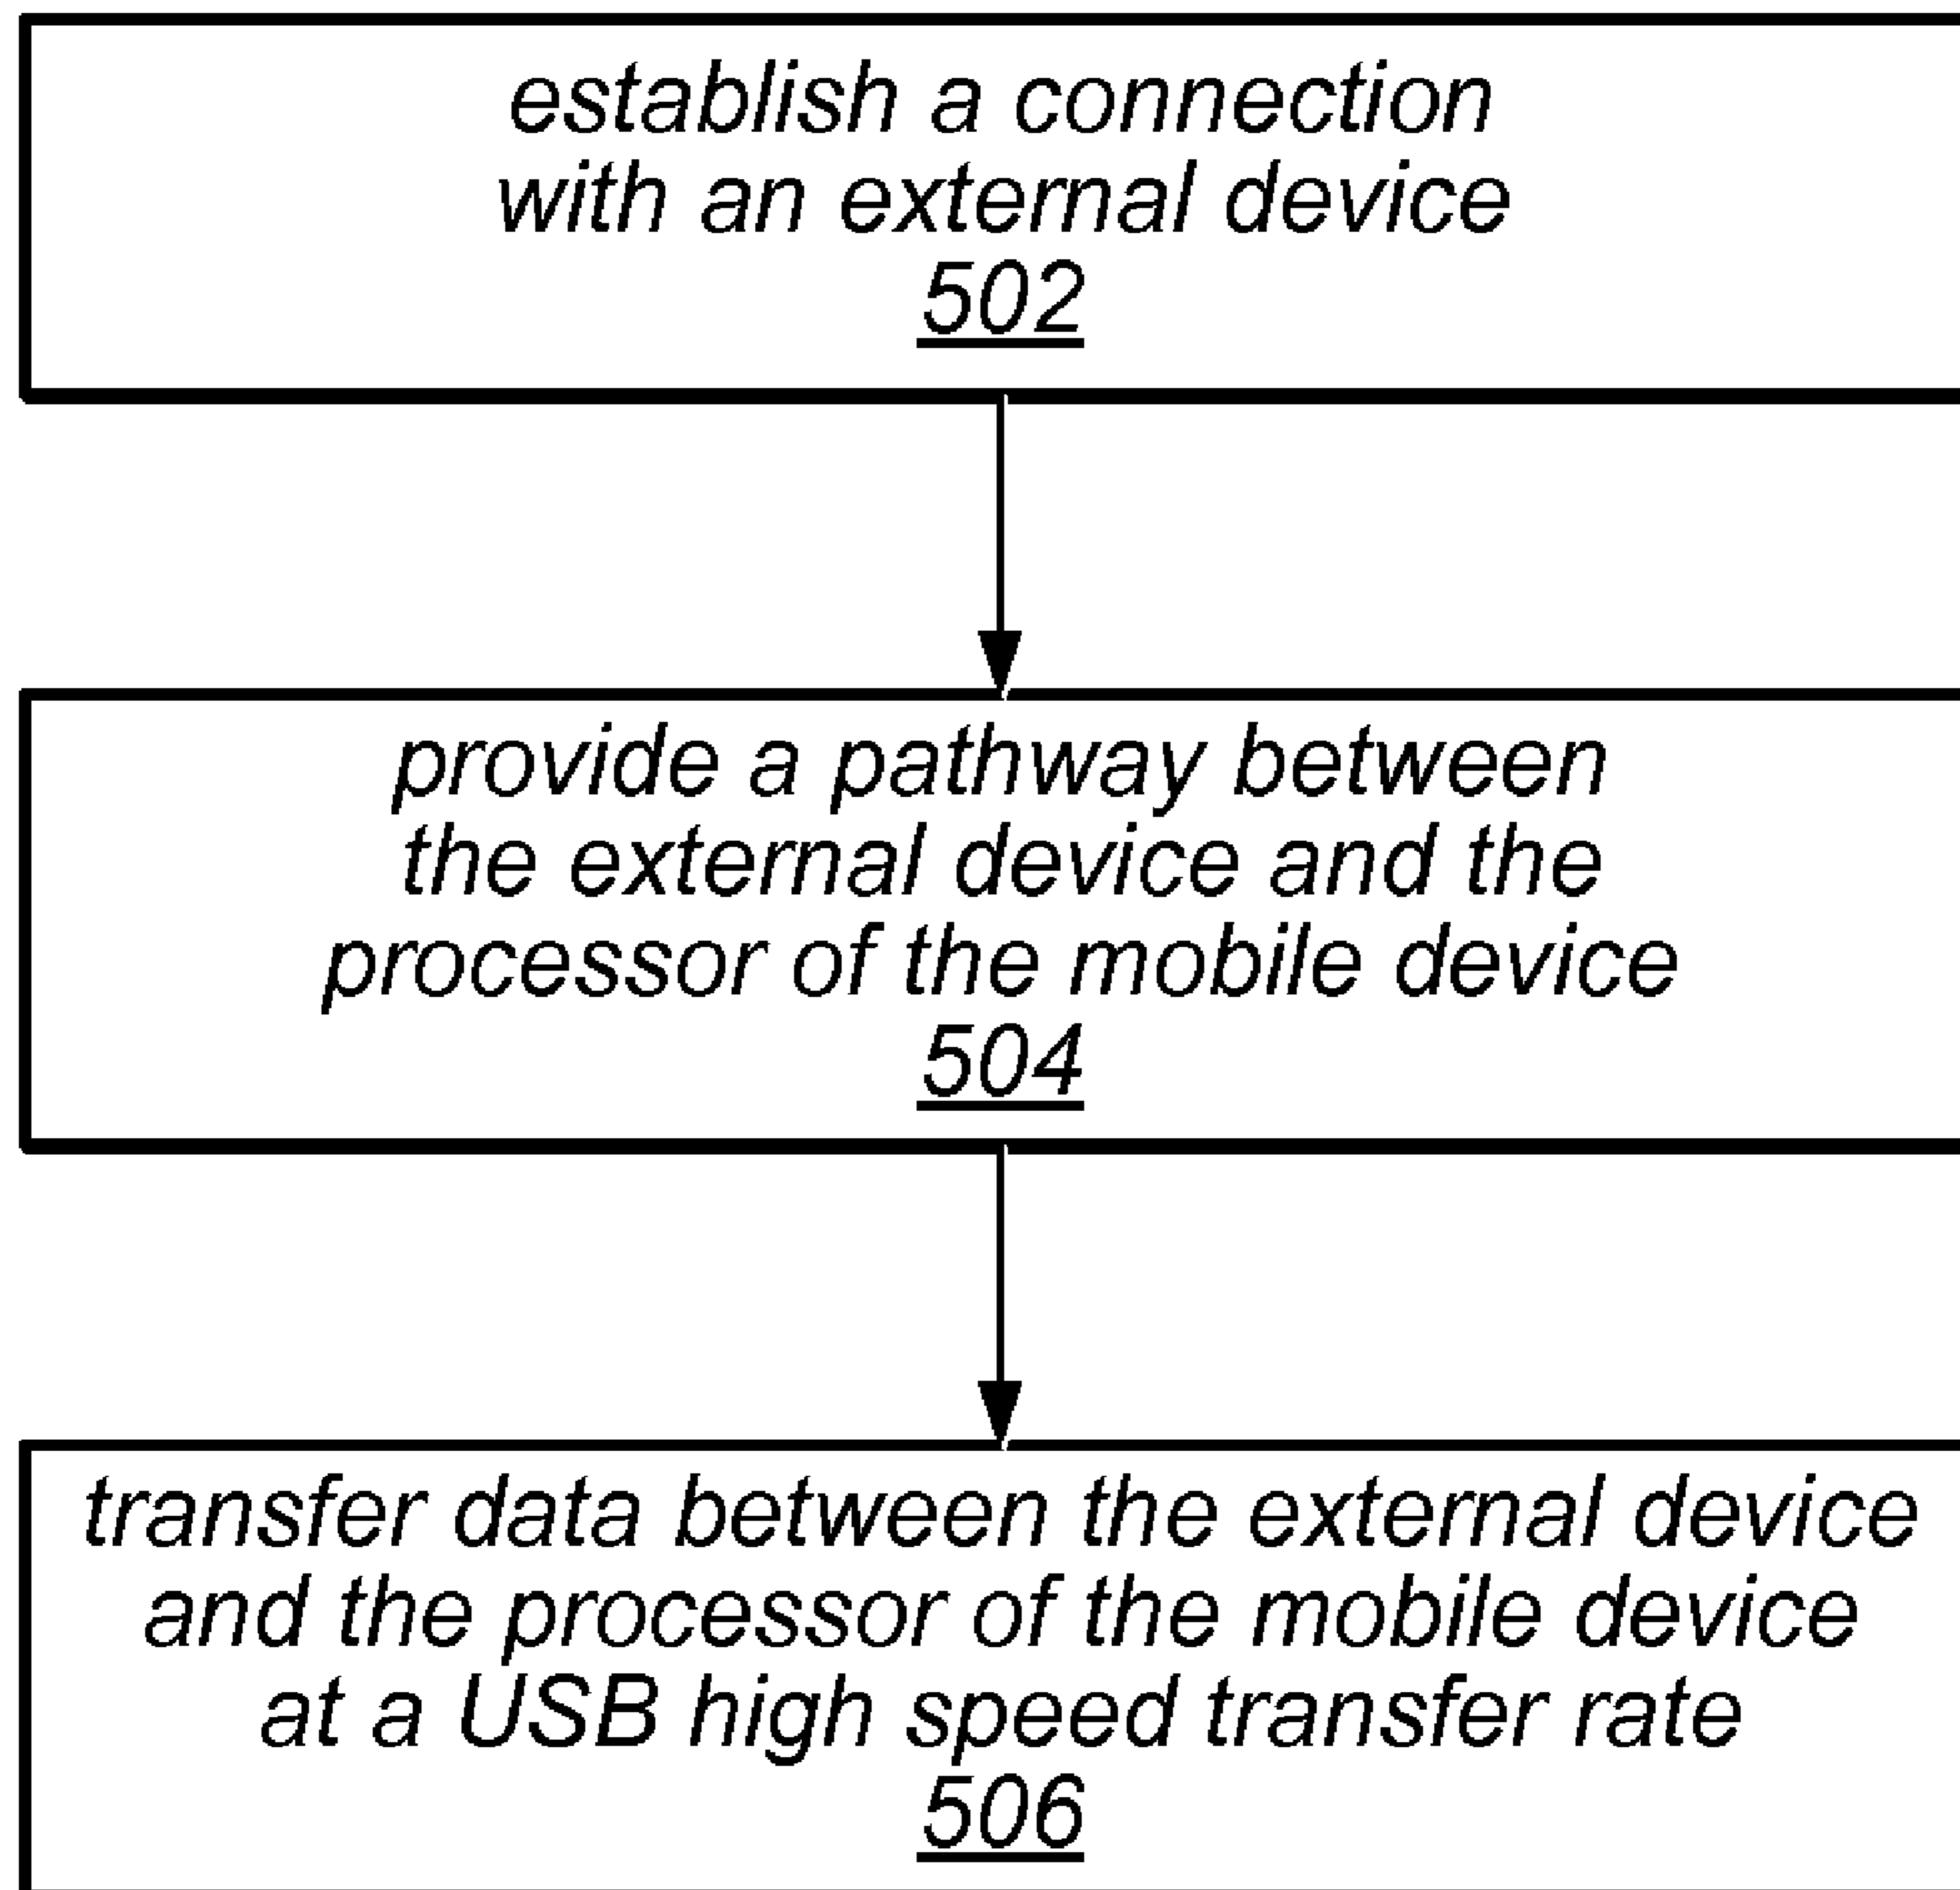 establish a connection
with an external device
502
provide a pathway between
the external device and the
processor of the mobile device
504
transfer data between the external device
and the processor of the mobile device
at a USB high speed transfer rate
506